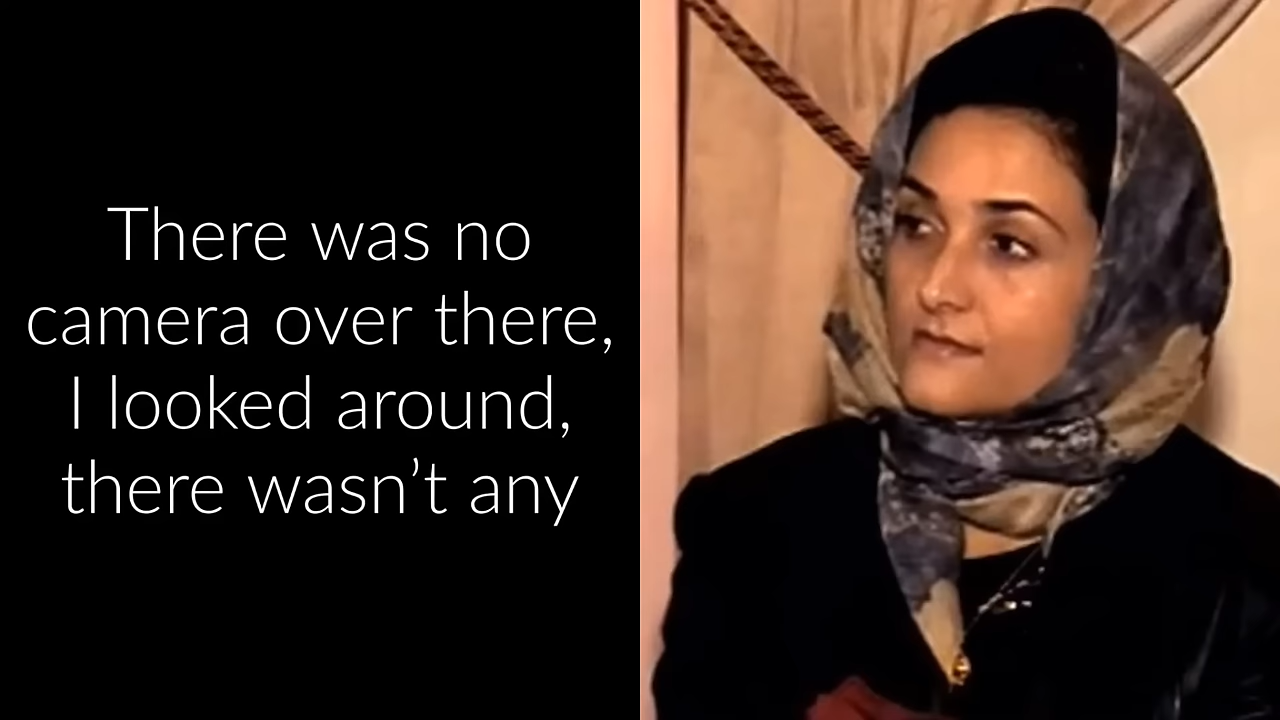 There was no
camera over there,
I looked around,
there wasn’t any